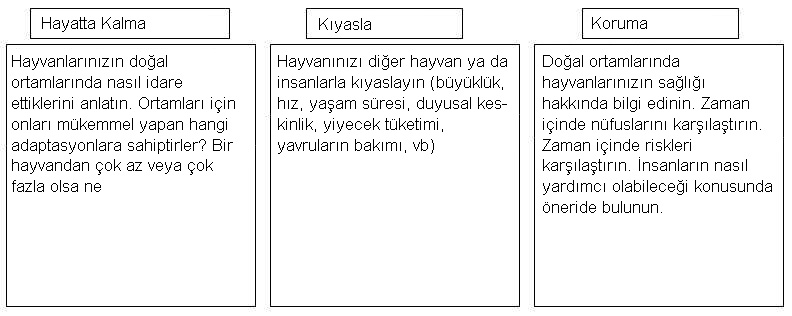 Hayatta Kalma
Hayvanlarınızın doğal
ortamlarında nasıl idare
ettiklerini anlatın. Ortamları için
onları mükemmel yapan hangi
adaptasyonlara sahiptirler? Bir
hayvandan çok az veya çok
fazla olsa ne
Kıyasla
Hayvanınızı diğer hayvan ya da
insanlarla kıyaslayın (büyüklük,
hız, yaşam süresi, duyusal kes-
kinlik, yiyecek tüketimi,
yavruların bakımı, vb)
Koruma
Doğal ortamlarında
hayvanlarınızın sağlığı
hakkında bilgi edinin. Zaman
içinde nüfuslarını karşılaştırın.
Zaman içinde riskleri
karşılaştırın. İnsanların nasıl
yardımcı olabileceği konusunda
öneride bulunun.